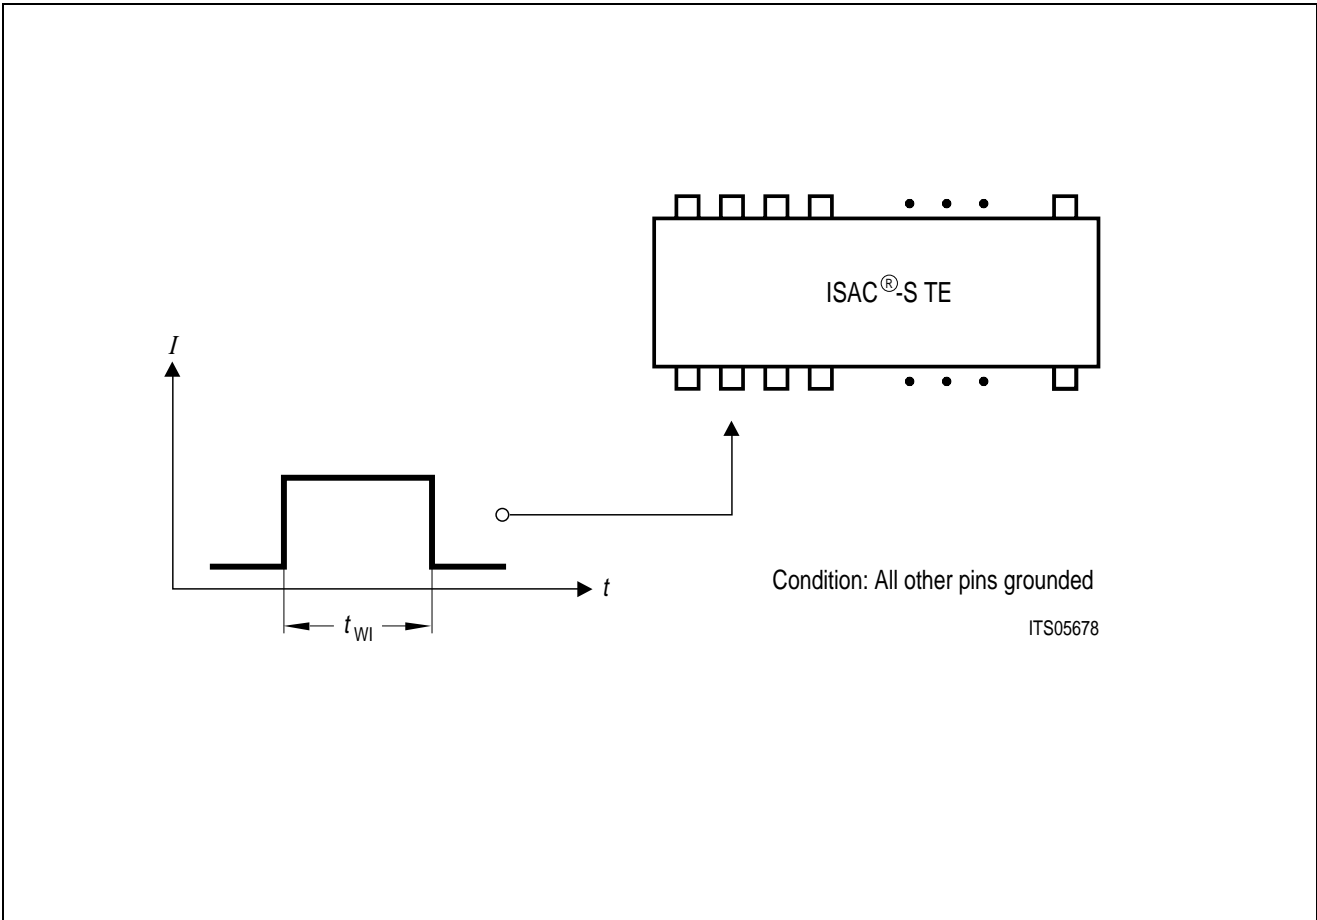 ISAC®-S TE
I
t
Condition: All other pins grounded
t WI
ITS05678